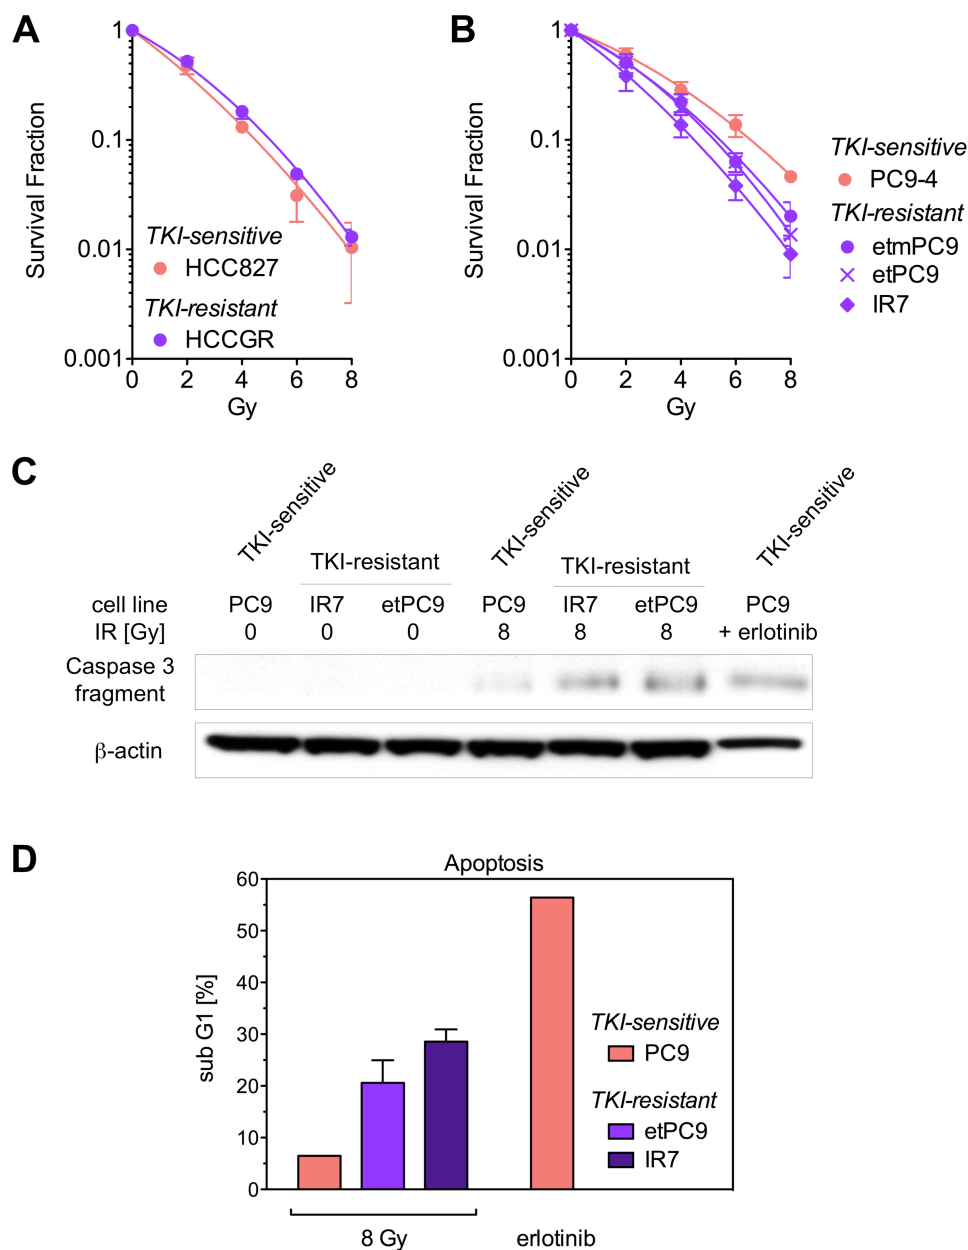 A
Survival Fraction
1
0.1
0.01
0.001
0 2 4 6 8
Gy
TKI-sensitive
HCC827
TKI-resistant
HCCGR
B
Survival Fraction
1
0.1
0.01
0.001
0 2 4 6 8
Gy
TKI-sensitive
PC9-4
TKI-resistant
etmPC9
etPC9
IR7
C
TKI-sensitive
TKI-resistant
TKI-sensitive
TKI-resistant
TKI-sensitive
cell line PC9 IR7 etPC9 PC9 IR7 etPC9 PC9
IR [Gy] 0 0 0 8 8 8 + erlotinib
Caspase 3
fragment
β-actin
D
Apoptosis
sub G1 [%]
60
50
40
30
20
10
0
TKI-sensitive
PC9
TKI-resistant
etPC9
IR7
8 Gy erlotinib